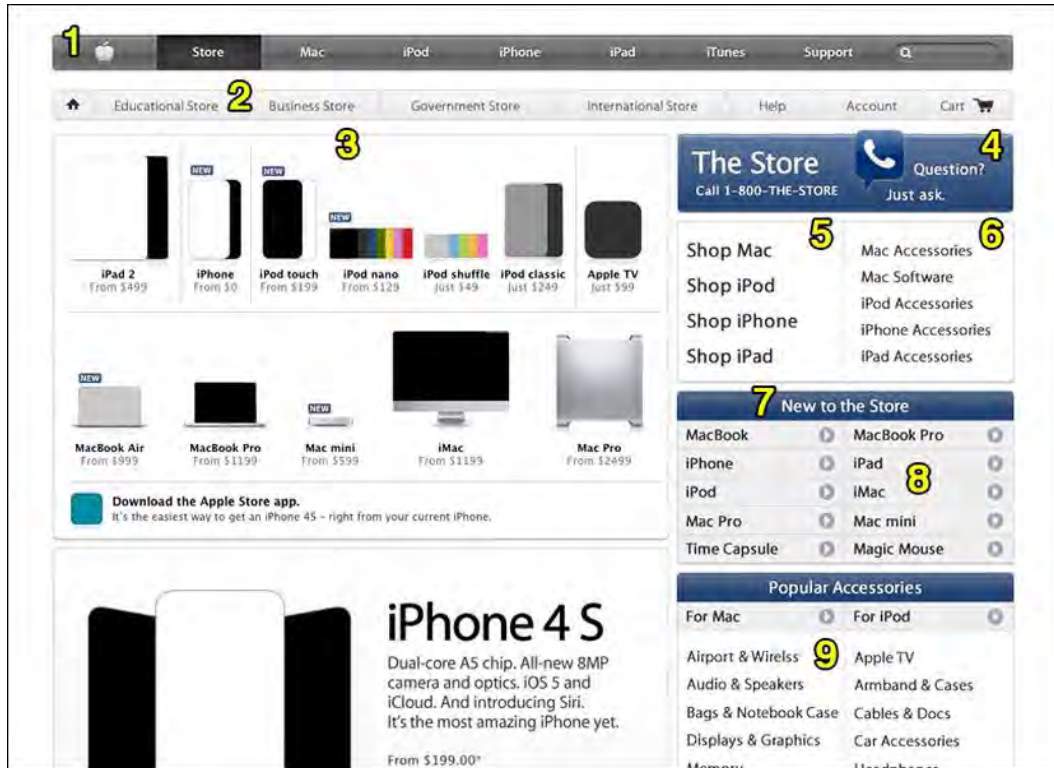 1
Store Mac iPod iPhone iPad iTunes Support
2
Educational Store Business Store Government Store International Store Help Account Cart
3
NEW NEW
NEW
iPad 2 iPhone iPod touch iPod nano iPod shuffle iPod classic Apple TV
From $499 From $0 From $199 From $129 Just $49 Just $249 Just $99
NEW
NEW
MacBook Air MacBook Pro Mac mini iMac Mac Pro
From $999 From $1199 From $599 From $1199 From $2499
Download the Apple Store app.
It's the easiest way to get an iPhone 4S – right from your current iPhone.
iPhone 4 S
Dual-core A5 chip. All-new 8MP
camera and optics. iOS 5 and
iCloud. And introducing Siri.
It's the most amazing iPhone yet.
From $199.00*
4
The Store
Call 1-800-THE-STORE
Question?
Just ask.
5
Shop Mac
Shop iPod
Shop iPhone
Shop iPad
6
Mac Accessories
Mac Software
iPod Accessories
iPhone Accessories
iPad Accessories
7
New to the Store
MacBook MacBook Pro
iPhone iPad
8
iPod iMac
Mac Pro Mac mini
Time Capsule Magic Mouse
Popular Accessories
For Mac For iPod
9
Airport & Wirelss Apple TV
Audio & Speakers Armband & Cases
Bags & Notebook Case Cables & Docs
Displays & Graphics Car Accessories
Memory Headphones